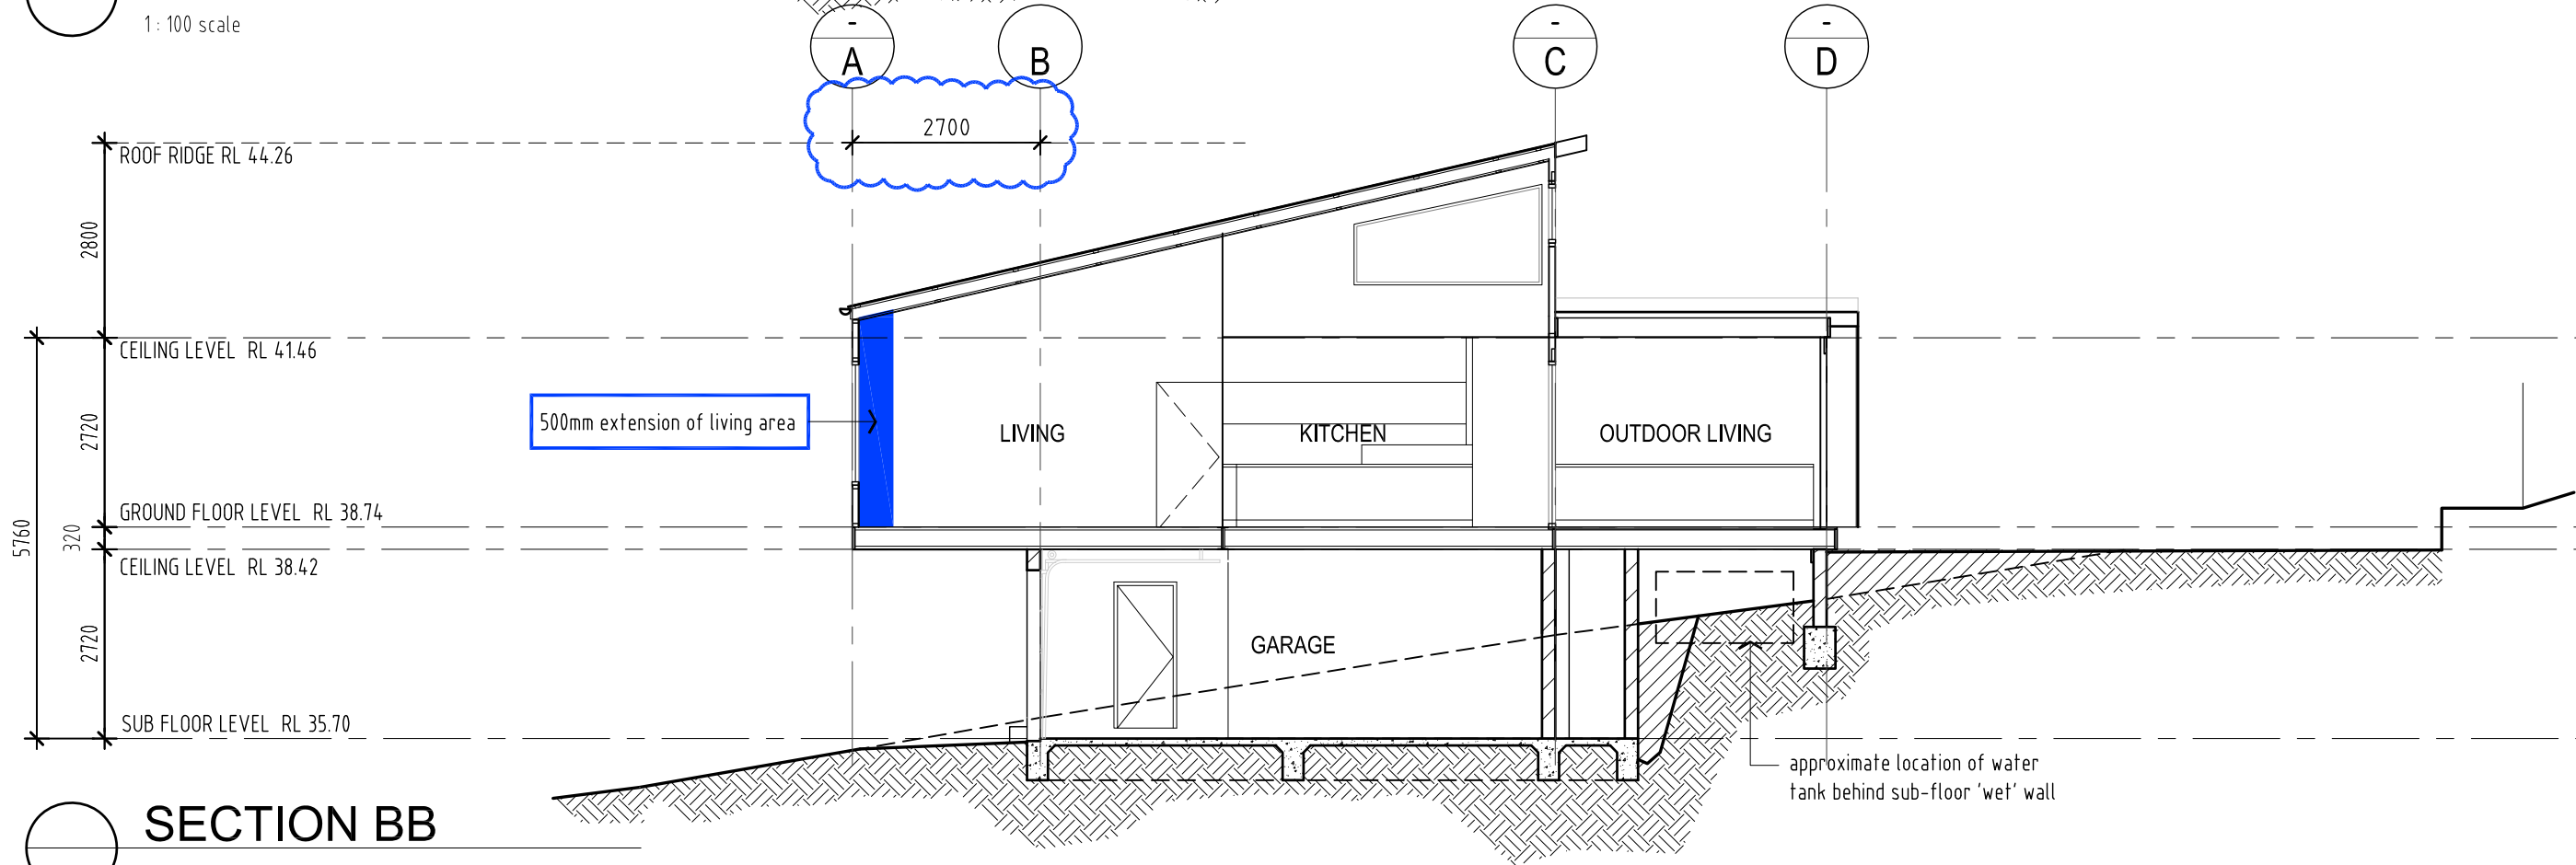 1: 100 scale
-
A
B
-
C
-
D
2700
ROOF RIDGE RL 44.26
2800
CEILING LEVEL RL 41.46
500mm extension of living area
2720
LIVING
KITCHEN
OUTDOOR LIVING
GROUND FLOOR LEVEL RL 38.74
5760
320
CEILING LEVEL RL 38.42
2720
GARAGE
SUB FLOOR LEVEL RL 35.70
approximate location of water
tank behind sub-floor 'wet' wall
SECTION BB